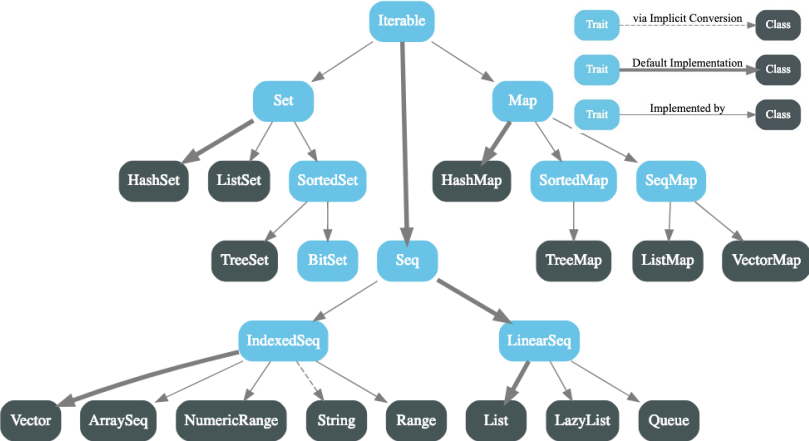 Iterable
Trait via Implicit Conversion Class
Trait Default Implementation Class
Trait Implemented by Class
Set Map
HashSet ListSet SortedSet HashMap SortedMap SeqMap
TreeSet BitSet Seq TreeMap ListMap VectorMap
IndexedSeq LinearSeq
Vector ArraySeq NumericRange String Range List LazyList Queue